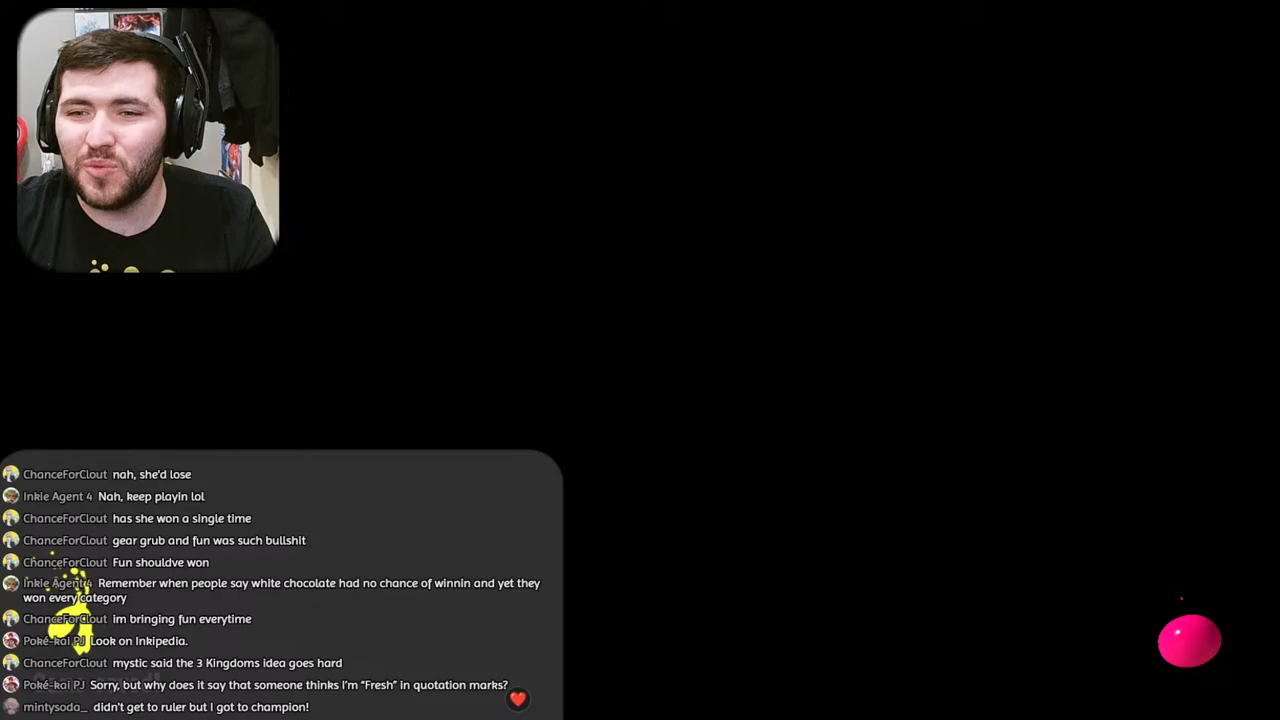 ChanceForClout nah, she'd lose
Inkie Agent 4 Nah, keep playin lol
ChanceForClout has she won a single time
ChanceForClout gear grub and fun was such bullshit
ChanceForClout Fun shouldve won
Inkie Agent 4 Remember when people say white chocolate had no chance of winnin and yet they
won every category
ChanceForClout im bringing fun everytime
Poké-kai PJ Look on Inkipedia.
ChanceForClout mystic said the 3 Kingdoms idea goes hard
Poké-kai PJ Sorry, but why does it say that someone thinks I'm “Fresh” in quotation marks?
mintysoda_ didn't get to ruler but I got to champion!